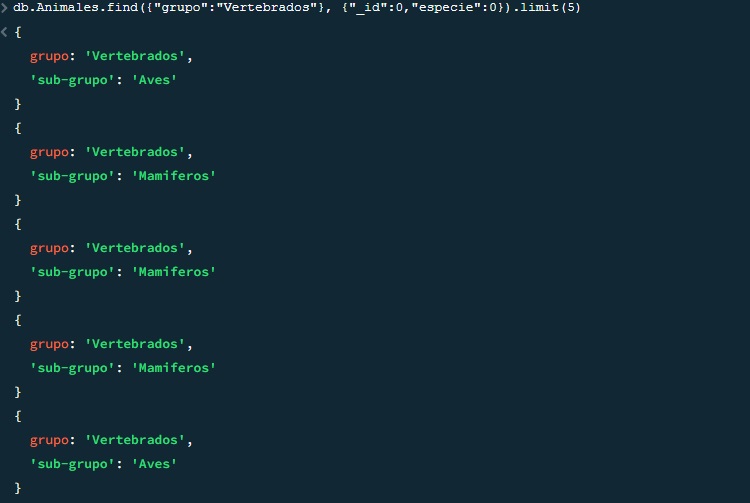 > db.Animales.find({"grupo":"Vertebrados"}, {"_id":0,"especie":0}).limit(5)
< {
grupo: 'Vertebrados',
'sub-grupo': 'Aves'
}
{
grupo: 'Vertebrados',
'sub-grupo': 'Mamiferos'
}
{
grupo: 'Vertebrados',
'sub-grupo': 'Mamiferos'
}
{
grupo: 'Vertebrados',
'sub-grupo': 'Mamiferos'
}
{
grupo: 'Vertebrados',
'sub-grupo': 'Aves'
}